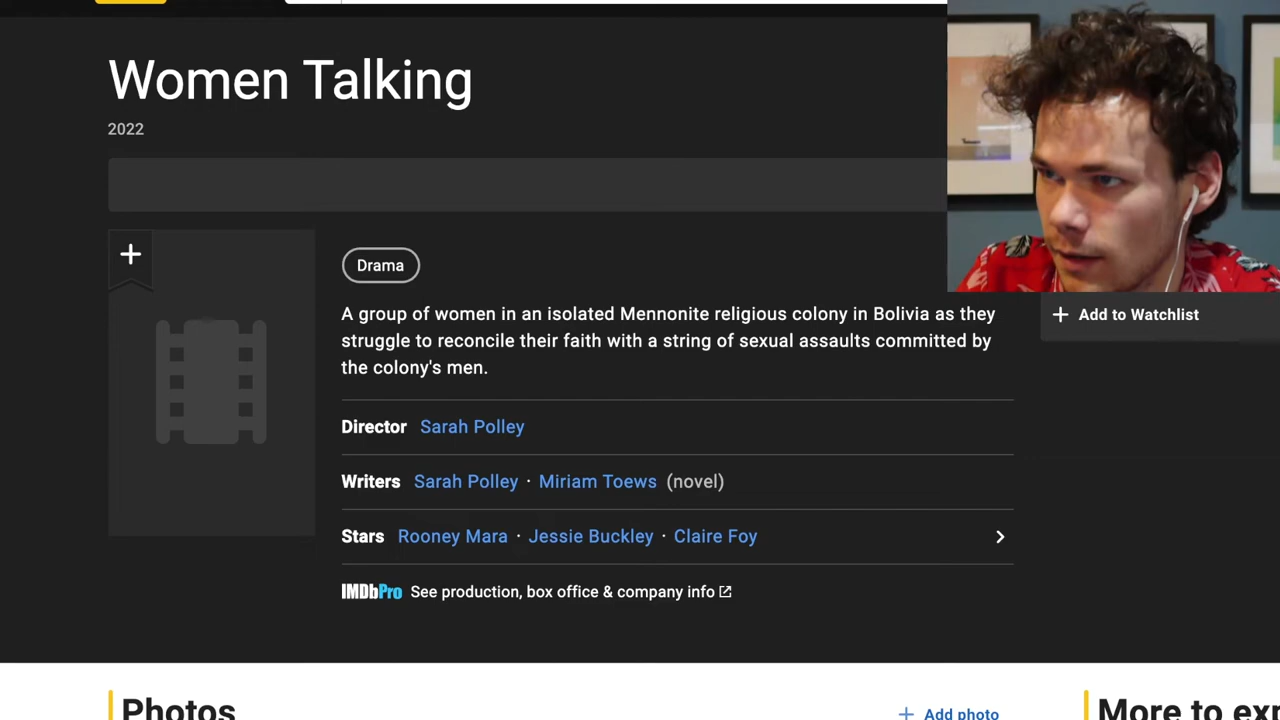 Women Talking
2022
Drama
A group of women in an isolated Mennonite religious colony in Bolivia as they
struggle to reconcile their faith with a string of sexual assaults committed by
the colony's men.
+ Add to Watchlist
Director Sarah Polley
Writers Sarah Polley · Miriam Toews (novel)
Stars Rooney Mara · Jessie Buckley · Claire Foy
IMDbPro See production, box office & company info
Photos
+ Add photo
More to